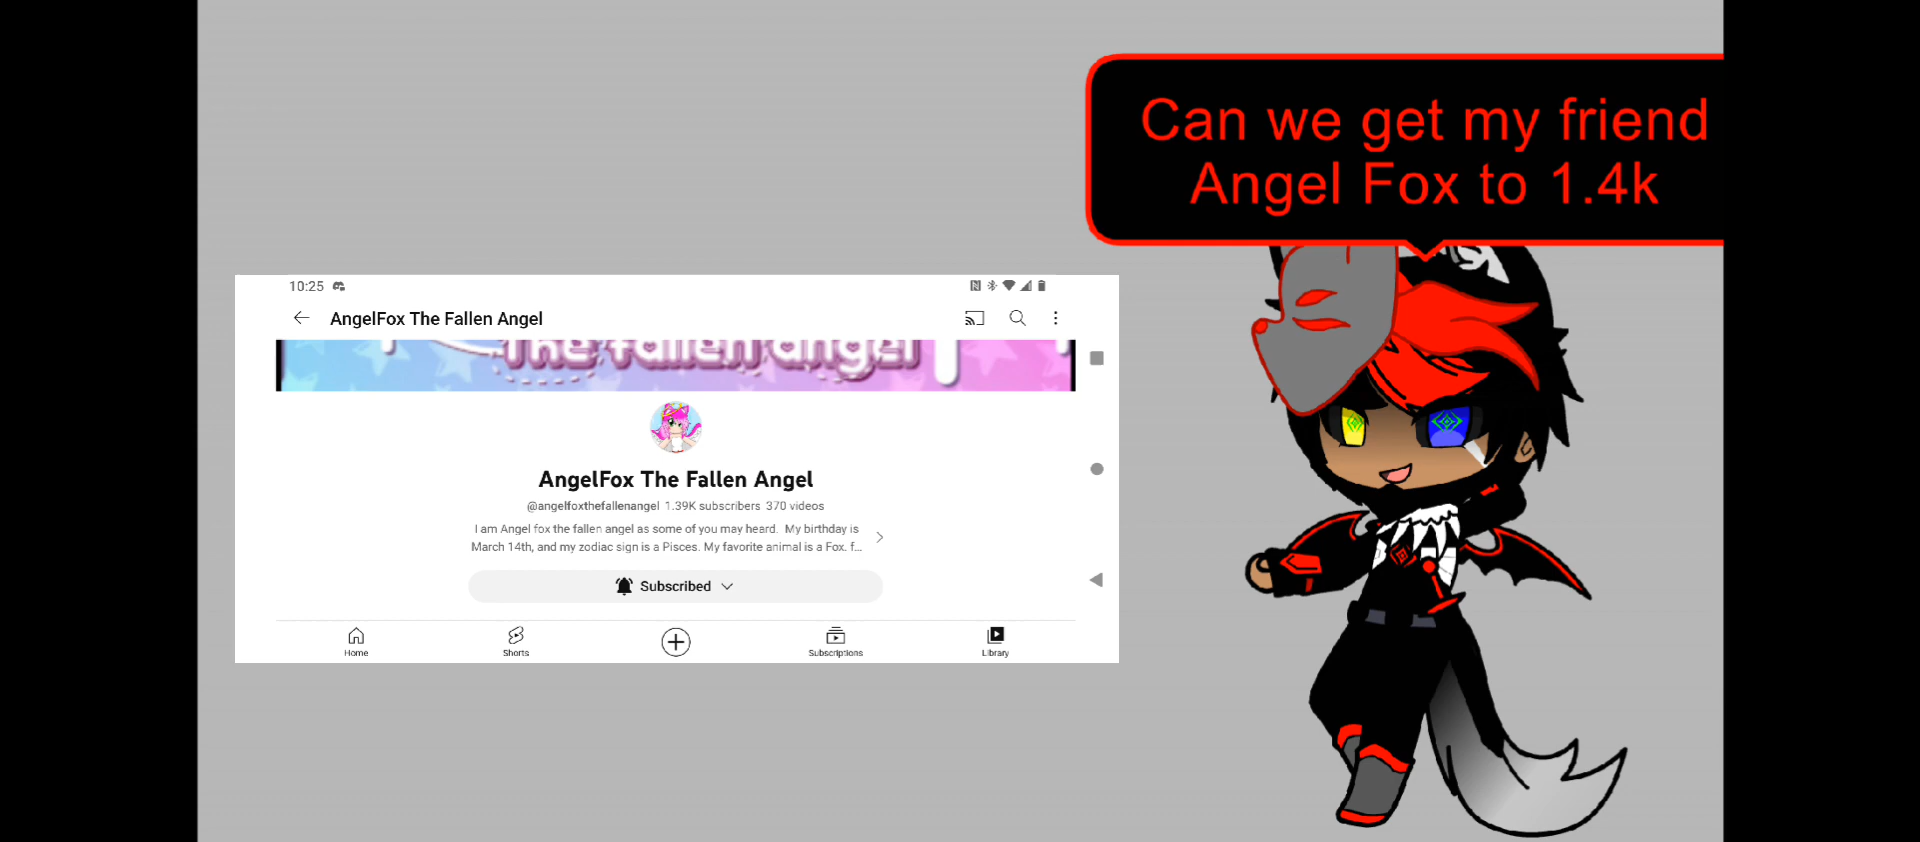 Can we get my friend
Angel Fox to 1.4k
10:25
AngelFox The Fallen Angel
The fallen angel
AngelFox The Fallen Angel
@angelfoxthefallenangel 1.39K subscribers 370 videos
I am Angel fox the fallen angel as some of you may heard. My birthday is
March 14th, and my zodiac sign is a Pisces. My favorite animal is a Fox. f...
Subscribed
Home
Shorts
Subscriptions
Library